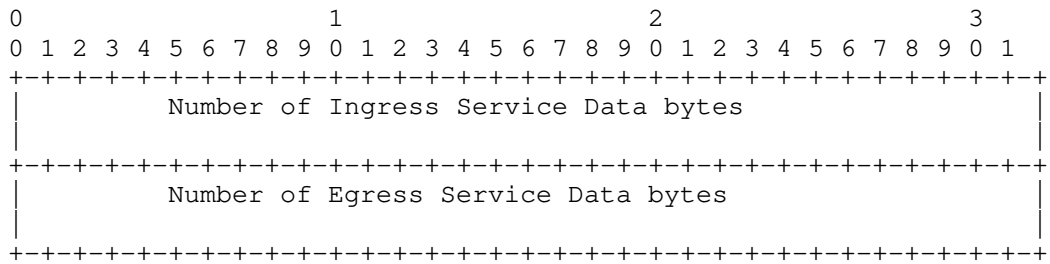 0                   1                   2                   3
0 1 2 3 4 5 6 7 8 9 0 1 2 3 4 5 6 7 8 9 0 1 2 3 4 5 6 7 8 9 0 1
+-+-+-+-+-+-+-+-+-+-+-+-+-+-+-+-+-+-+-+-+-+-+-+-+-+-+-+-+-+-+-+-+
|         Number of Ingress Service Data bytes                  |
|                                                               |
+-+-+-+-+-+-+-+-+-+-+-+-+-+-+-+-+-+-+-+-+-+-+-+-+-+-+-+-+-+-+-+-+
|         Number of Egress Service Data bytes                   |
|                                                               |
+-+-+-+-+-+-+-+-+-+-+-+-+-+-+-+-+-+-+-+-+-+-+-+-+-+-+-+-+-+-+-+-+